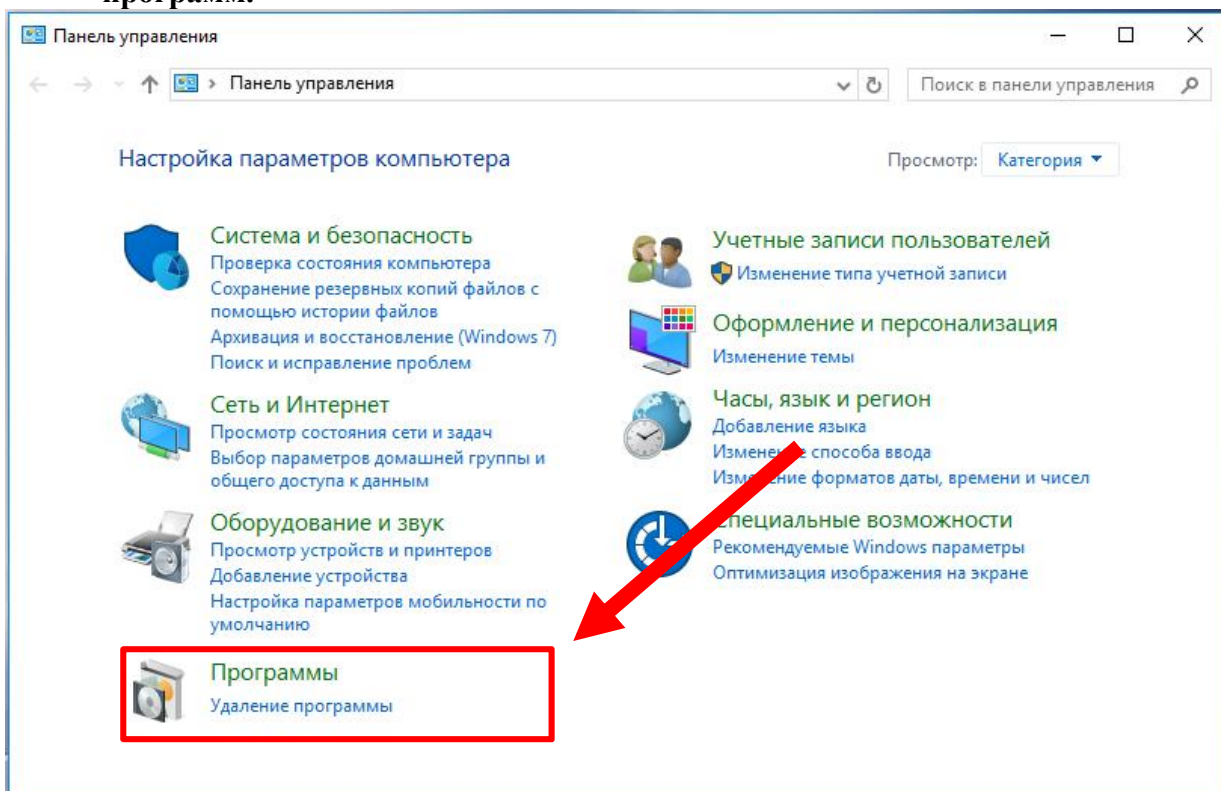 программ.
Панель управления
Панель управления
Поиск в панели управления
Настройка параметров компьютера
Просмотр: Категория
Система и безопасность
Проверка состояния компьютера
Сохранение резервных копий файлов с
помощью истории файлов
Архивация и восстановление (Windows 7)
Поиск и исправление проблем
Сеть и Интернет
Просмотр состояния сети и задач
Выбор параметров домашней группы и
общего доступа к данным
Оборудование и звук
Просмотр устройств и принтеров
Добавление устройства
Настройка параметров мобильности по
умолчанию
Программы
Удаление программы
Учетные записи пользователей
Изменение типа учетной записи
Оформление и персонализация
Изменение темы
Часы, язык и регион
Добавление языка
Изменение способа ввода
Изменение форматов даты, времени и чисел
Специальные возможности
Рекомендуемые Windows параметры
Оптимизация изображения на экране